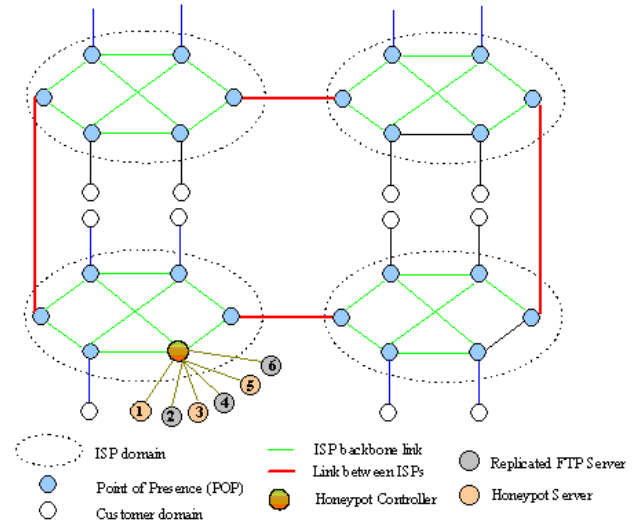 6
5
4
3
2
1
ISP domain
ISP backbone link
Link between ISPs
Replicated FTP Server
Point of Presence (POP)
Honeypot Controller
Honeypot Server
Customer domain